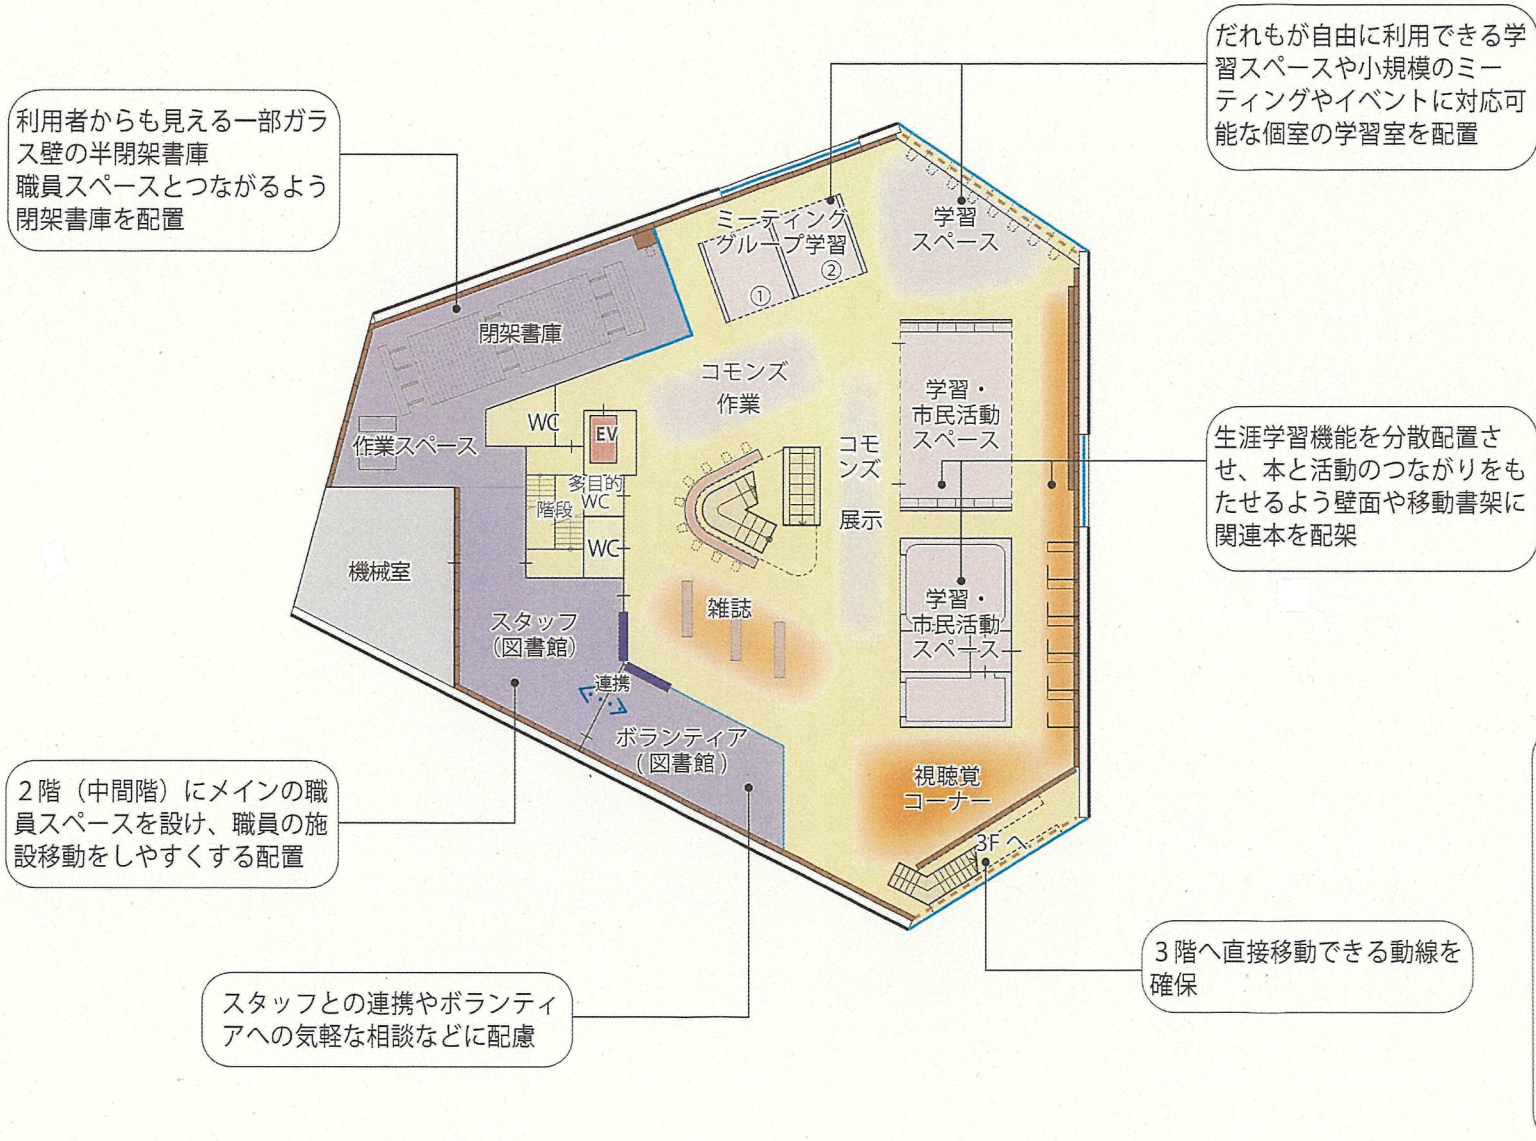 だれもが自由に利用できる学
習スペースや小規模のミー
ティングやイベントに対応可
能な個室の学習室を配置
利用者からも見える一部ガラ
ス壁の半閉架書庫
職員スペースとつながるよう
閉架書庫を配置
ミーティング
グループ学習
①
②
学習
スペース
閉架書庫
コモンズ
作業
学習・
市民活動
スペース
WC
EV
作業スペース
コモ
ンズ
展示
生涯学習機能を分散配置さ
せ、本と活動のつながりをも
たせるよう壁面や移動書架に
関連本を配架
多目的
WC
階段
WC
機械室
雑誌
学習・
市民活動
スペース
スタッフ
(図書館)
連携
ボランティア
(図書館)
視聴覚
コーナー
3Fへ
2階(中間階)にメインの職
員スペースを設け、職員の施
設移動をしやすくする配置
3階へ直接移動できる動線を
確保
スタッフとの連携やボランティ
アへの気軽な相談などに配慮